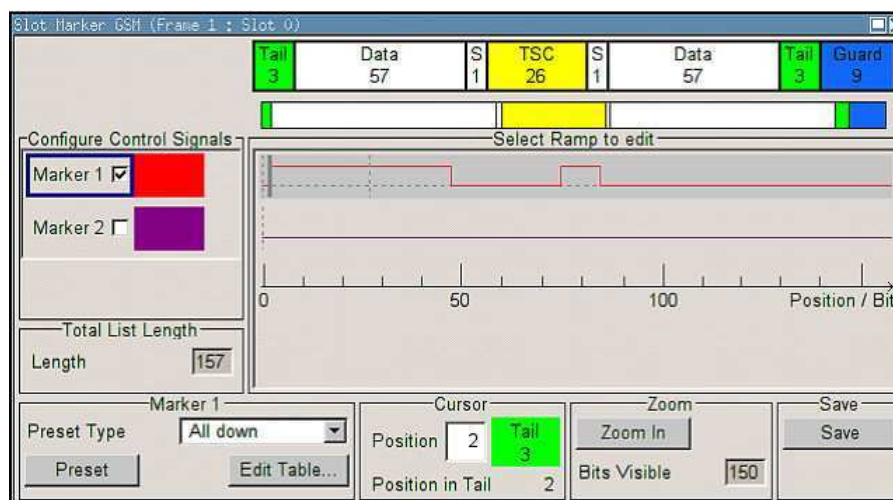 Slot Marker GSM (Frame 1 : Slot 0)
Tail Data S TSC S Data Tail Guard
3 57 1 26 1 57 3 9
Configure Control Signals
Select Ramp to edit
Marker 1
Marker 2
0 50 100 Position / Bit
Total List Length
Length 157
Marker 1
Preset Type All down
Preset Edit Table...
Cursor
Position 2 Tail
3
Position in Tail 2
Zoom
Zoom In
Bits Visible 150
Save
Save